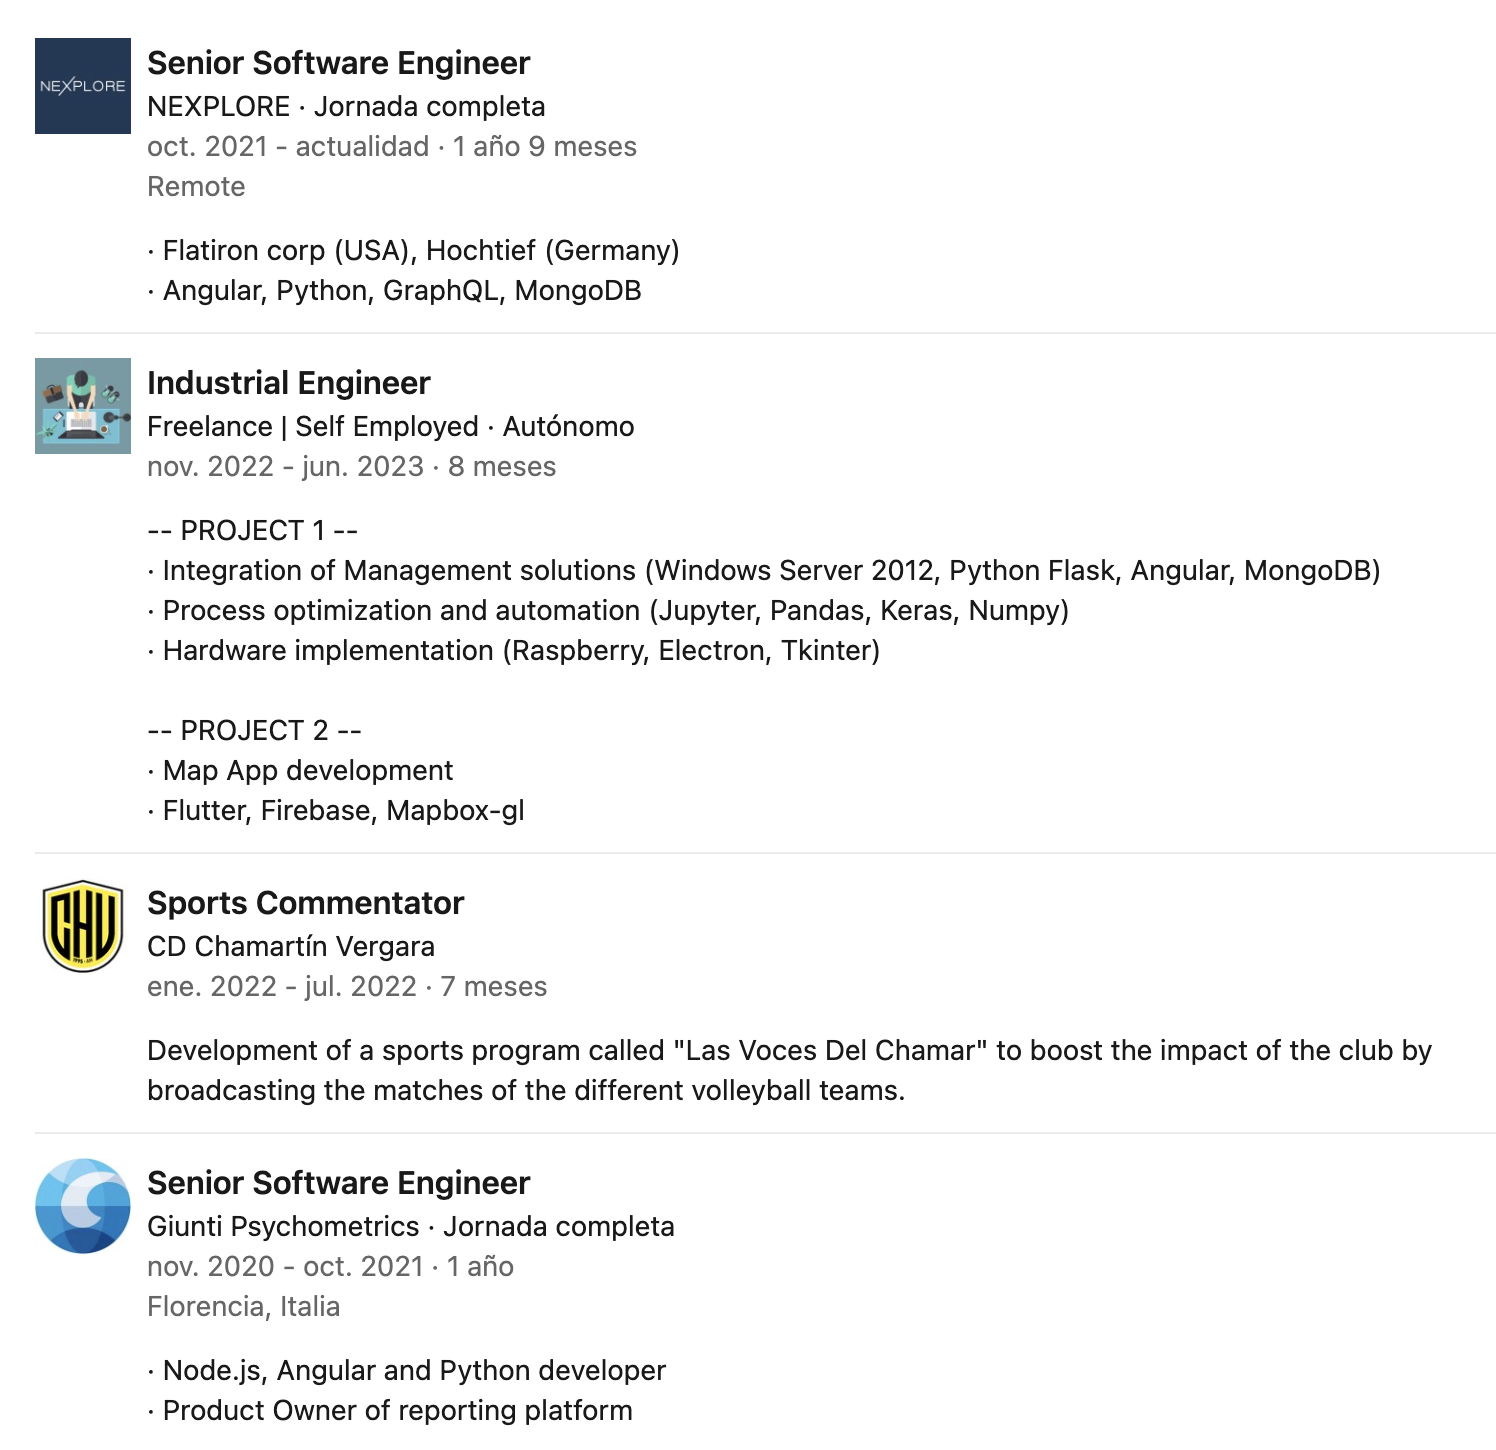 NEXPLORE
Senior Software Engineer
NEXPLORE · Jornada completa
oct. 2021 - actualidad · 1 año 9 meses
Remote
· Flatiron corp (USA), Hochtief (Germany)
· Angular, Python, GraphQL, MongoDB
Industrial Engineer
Freelance | Self Employed · Autónomo
nov. 2022 - jun. 2023 · 8 meses
-- PROJECT 1 --
· Integration of Management solutions (Windows Server 2012, Python Flask, Angular, MongoDB)
· Process optimization and automation (Jupyter, Pandas, Keras, Numpy)
· Hardware implementation (Raspberry, Electron, Tkinter)
-- PROJECT 2 --
· Map App development
· Flutter, Firebase, Mapbox-gl
CHU
Sports Commentator
CD Chamartín Vergara
ene. 2022 - jul. 2022 · 7 meses
Development of a sports program called "Las Voces Del Chamar" to boost the impact of the club by
broadcasting the matches of the different volleyball teams.
Senior Software Engineer
Giunti Psychometrics · Jornada completa
nov. 2020 - oct. 2021 · 1 año
Florencia, Italia
· Node.js, Angular and Python developer
· Product Owner of reporting platform